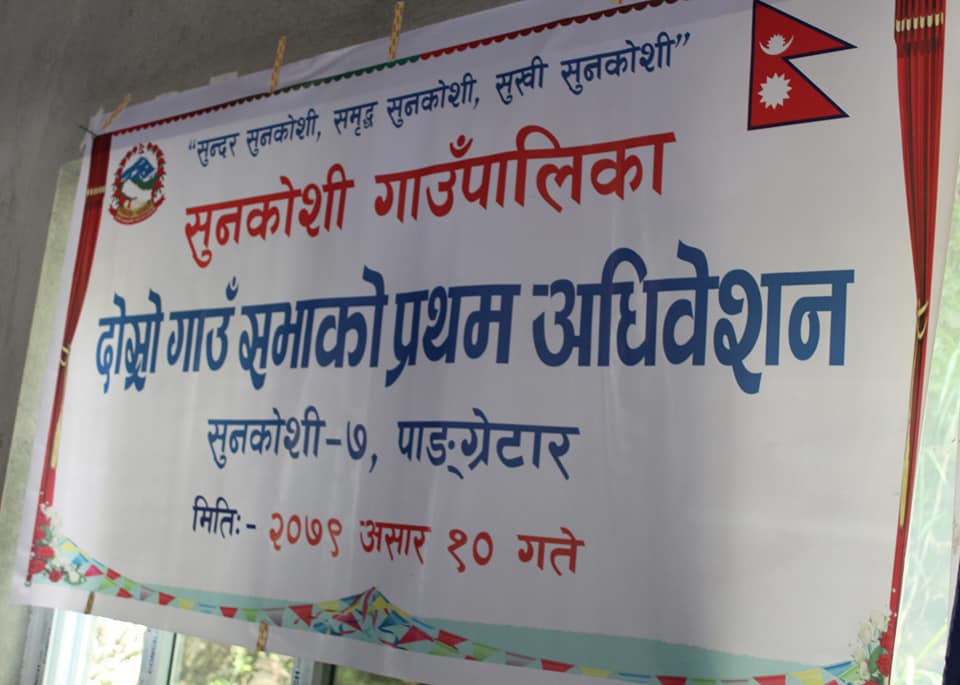 “सुन्दर सुनकोशी, समृद्ध सुनकोशी, सुखी सुनकोशी”
सुनकोशी गाउँपालिका
दोस्रो गाउँ सभाको प्रथम अधिवेशन
सुनकोशी-७, पाङ्ग्रेटार
मितिः- २०७९ असार १० गते